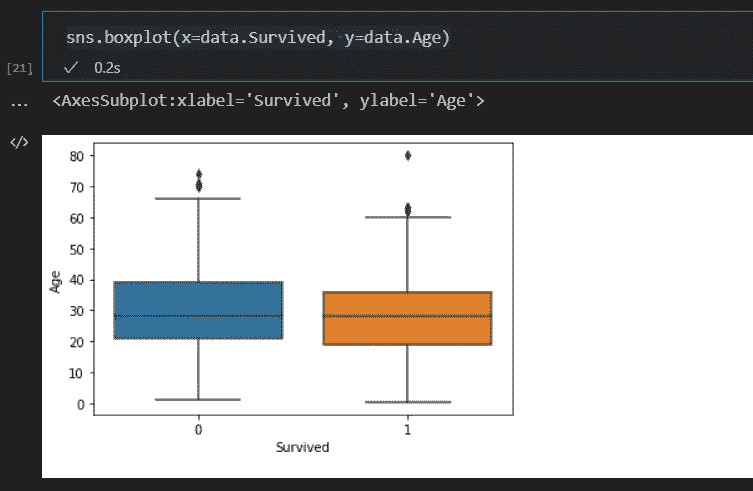 sns.boxplot(x=data.Survived, y=data.Age)
[21]
0.2s
...
<AxesSubplot:xlabel='Survived', ylabel='Age'>
</>
80
70
60
50
40
30
20
10
0
Age
0 1
Survived